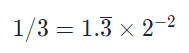 1/3 = 1.3̅ × 2⁻²